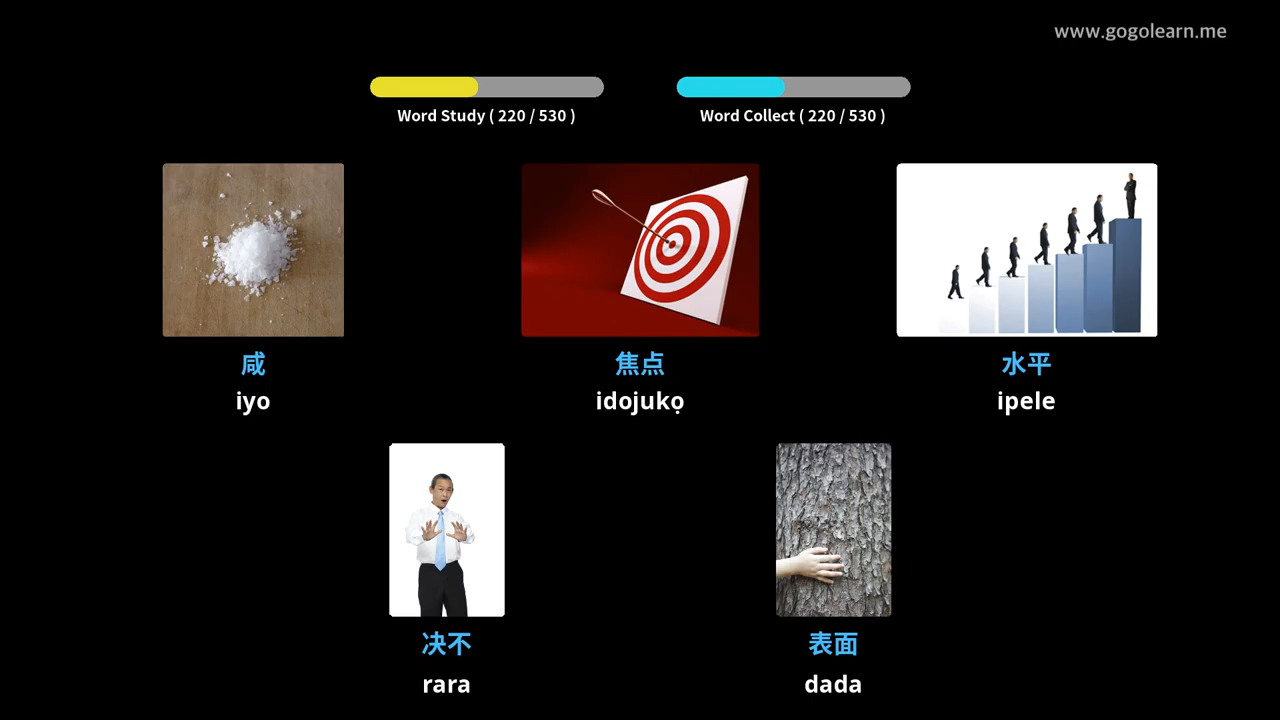 www.gogolearn.me
Word Study ( 220 / 530 )
Word Collect ( 220 / 530 )
咸
焦点
水平
iyo
idojukọ
ipele
决不
表面
rara
dada